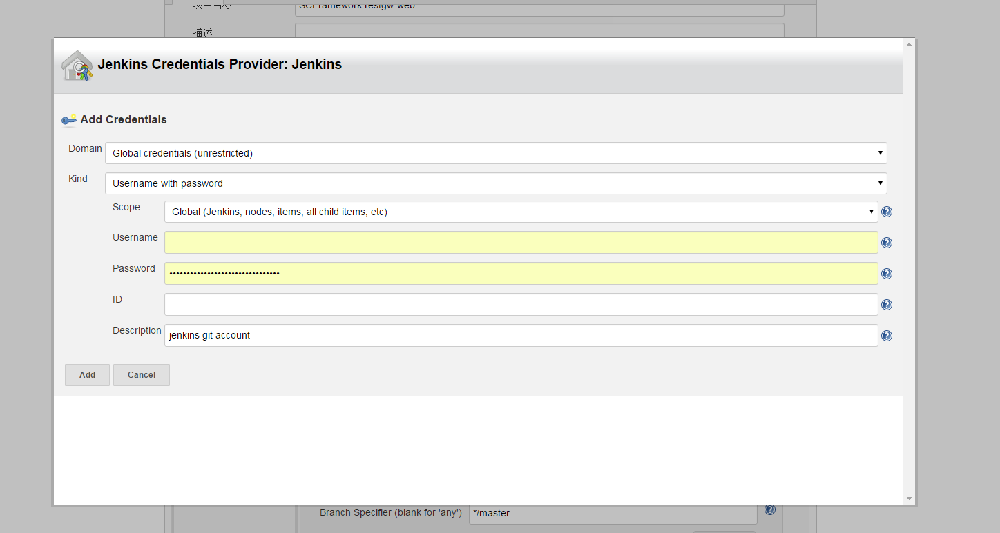 项目名称 SCFramework.restgw-web
描述
Jenkins Credentials Provider: Jenkins
Add Credentials
Domain Global credentials (unrestricted)
Kind Username with password
Scope Global (Jenkins, nodes, items, all child items, etc)
Username
Password ••••••••••••••••••••••••••••••••
ID
Description jenkins git account
Add Cancel
Branch Specifier (blank for 'any') */master